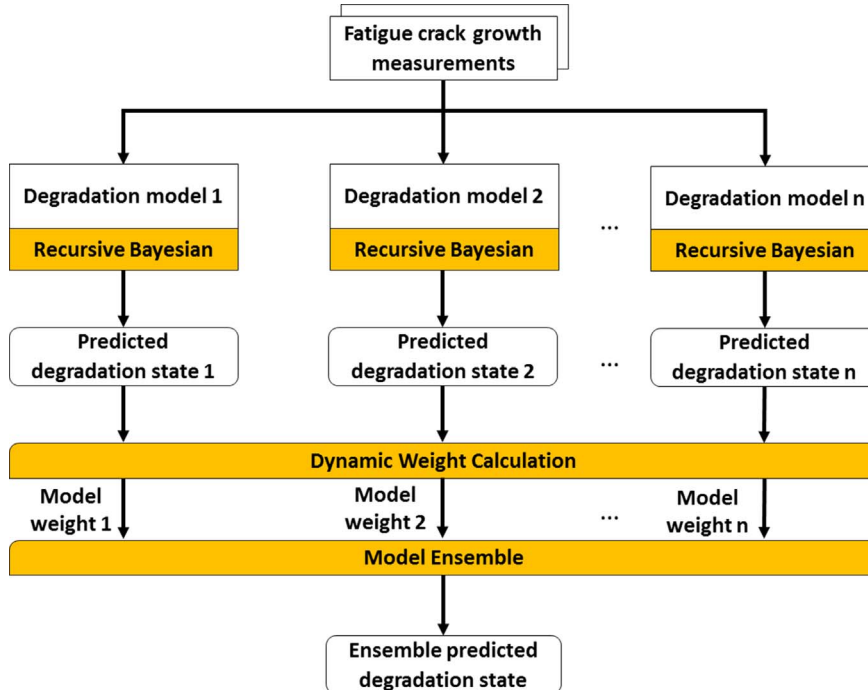 Fatigue crack growth
measurements
Degradation model 1
Degradation model 2
Degradation model n
...
Recursive Bayesian
Recursive Bayesian
Recursive Bayesian
Predicted
degradation state 1
Predicted
degradation state 2
...
Predicted
degradation state n
Dynamic Weight Calculation
Model
weight 1
Model
weight 2
...
Model
weight n
Model Ensemble
Ensemble predicted
degradation state